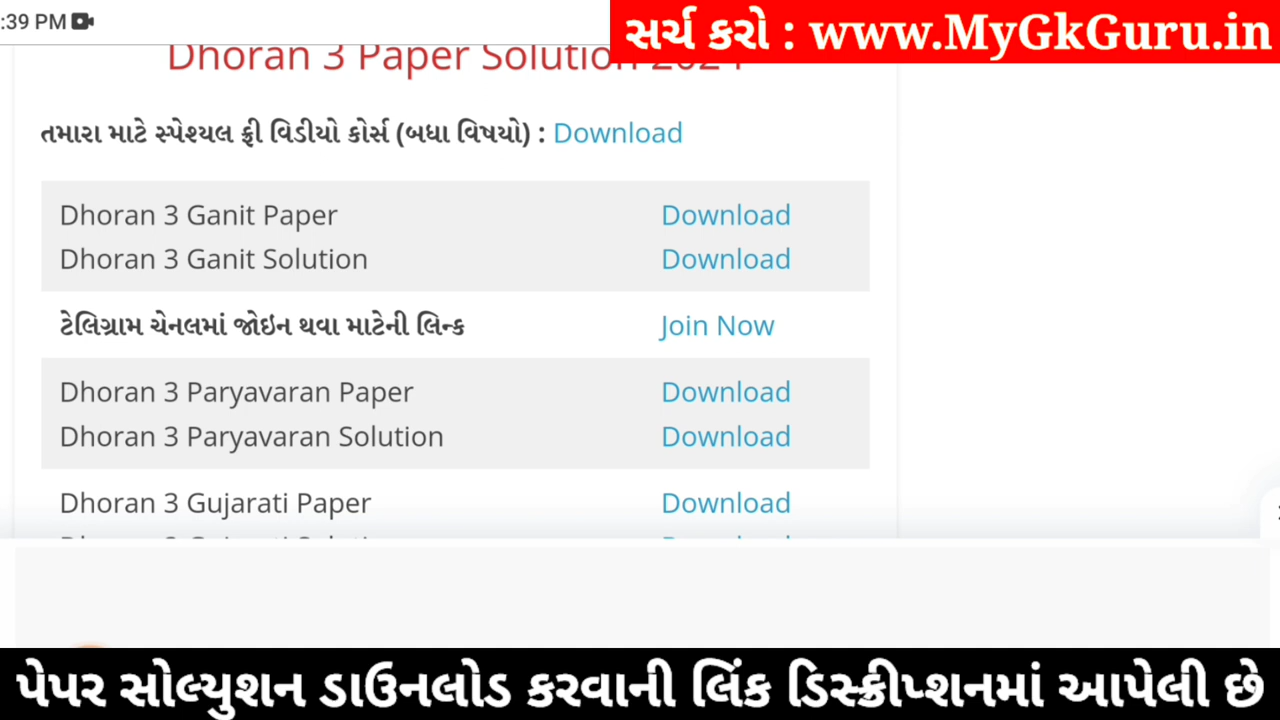 :39 PM
સર્ચ કરો : www.MyGkGuru.in
Dhoran 3 Paper Solution 2024
તમારા માટે સ્પેશ્યલ ફ્રી વિડીયો કોર્સ (બધા વિષયો) : Download
Dhoran 3 Ganit Paper Download
Dhoran 3 Ganit Solution Download
ટેલિગ્રામ ચેનલમાં જોઇન થવા માટેની લિન્ક Join Now
Dhoran 3 Paryavaran Paper Download
Dhoran 3 Paryavaran Solution Download
Dhoran 3 Gujarati Paper Download
પેપર સોલ્યુશન ડાઉનલોડ કરવાની લિંક ડિસ્ક્રીપ્શનમાં આપેલી છે